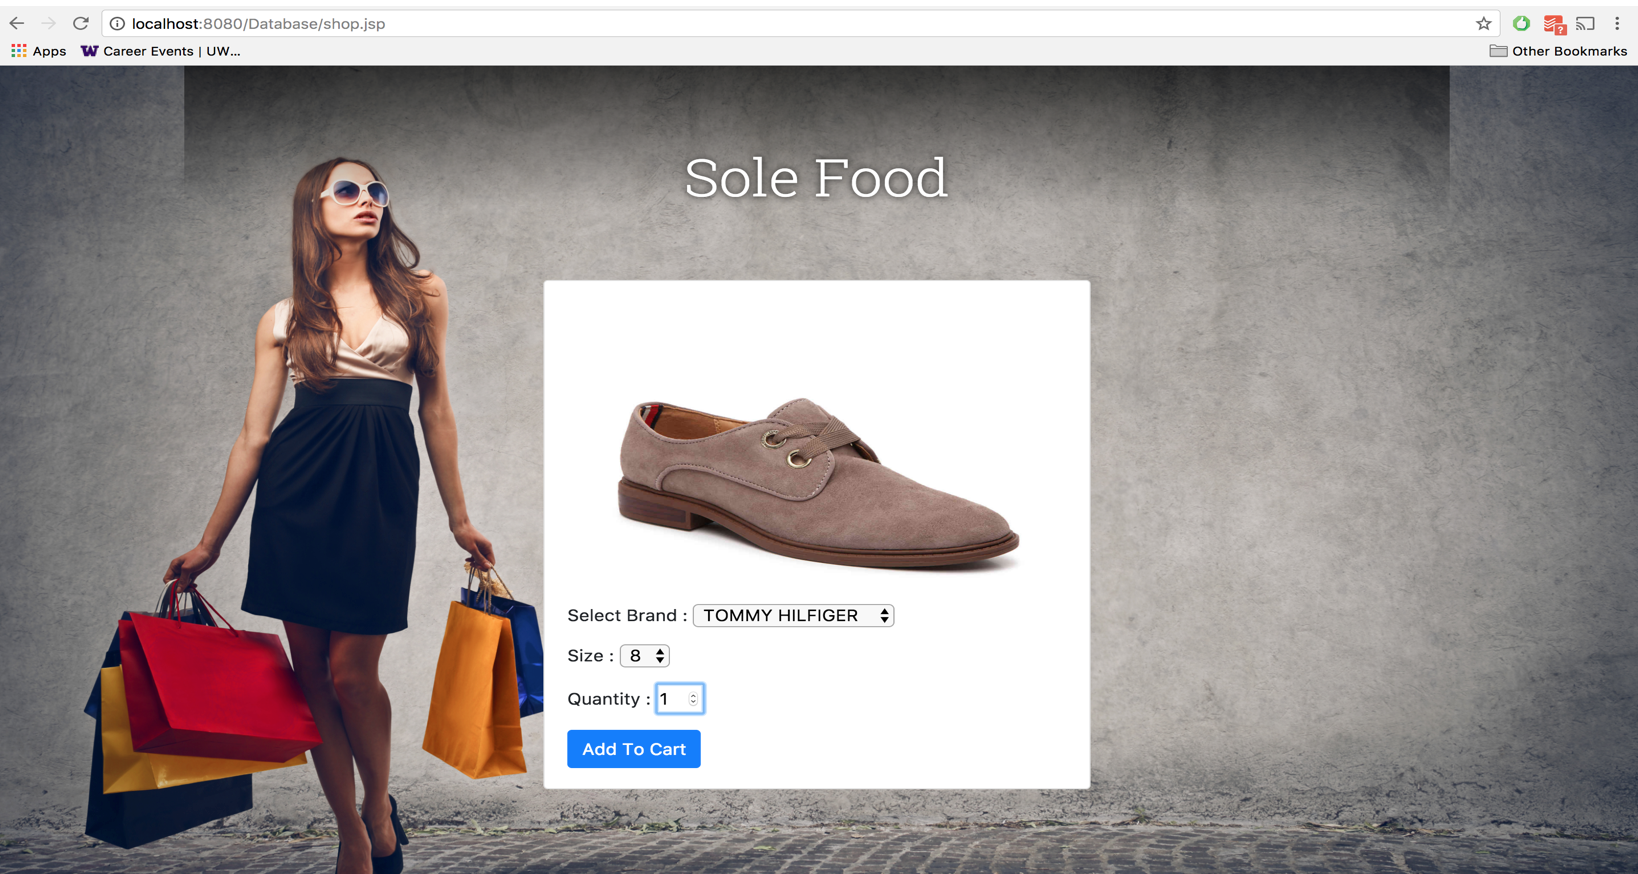 localhost:8080/Database/shop.jsp
?
Apps W Career Events | UW... Other Bookmarks
Sole Food
Select Brand : TOMMY HILFIGER
Size : 8
Quantity : 1
Add To Cart